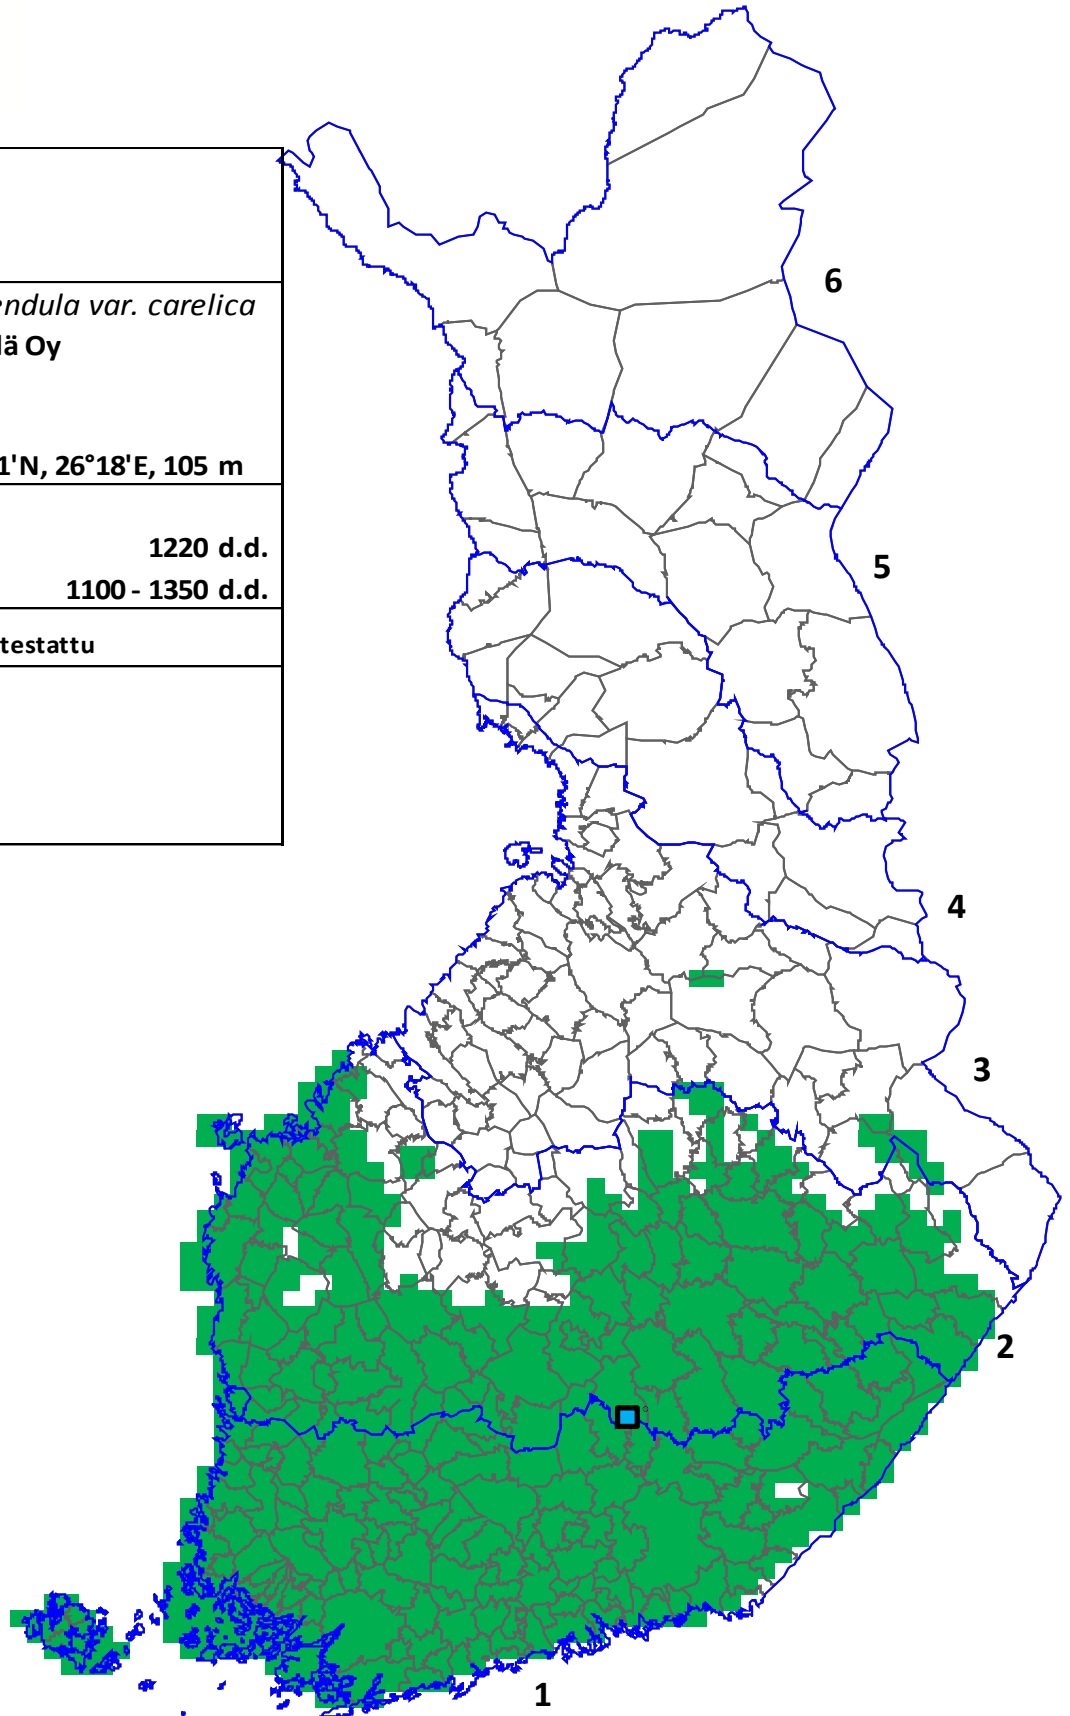 endula var. carelica
lä Oy
1'N, 26°18'E, 105 m
1220 d.d.
1100 - 1350 d.d.
testattu
6
5
4
3
2
1